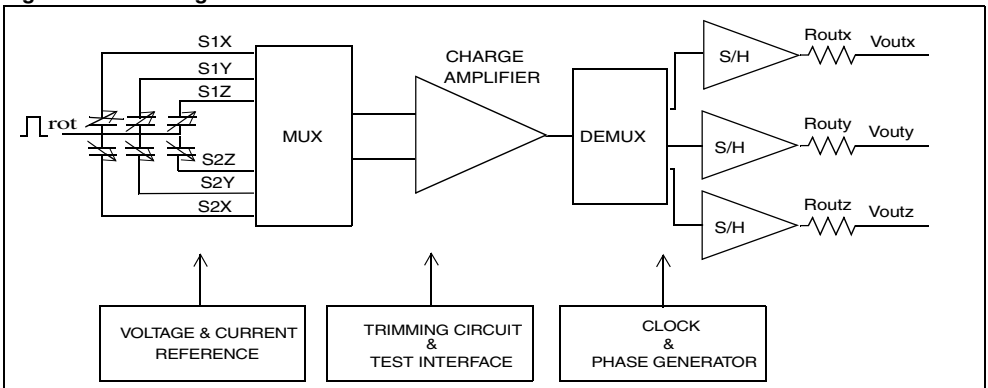 S1X
S1Y
S1Z
rot
S2Z
S2Y
S2X
MUX
CHARGE
AMPLIFIER
DEMUX
S/H
Routx
Voutx
S/H
Routy
Vouty
S/H
Routz
Voutz
VOLTAGE & CURRENT
REFERENCE
TRIMMING CIRCUIT
&
TEST INTERFACE
CLOCK
&
PHASE GENERATOR